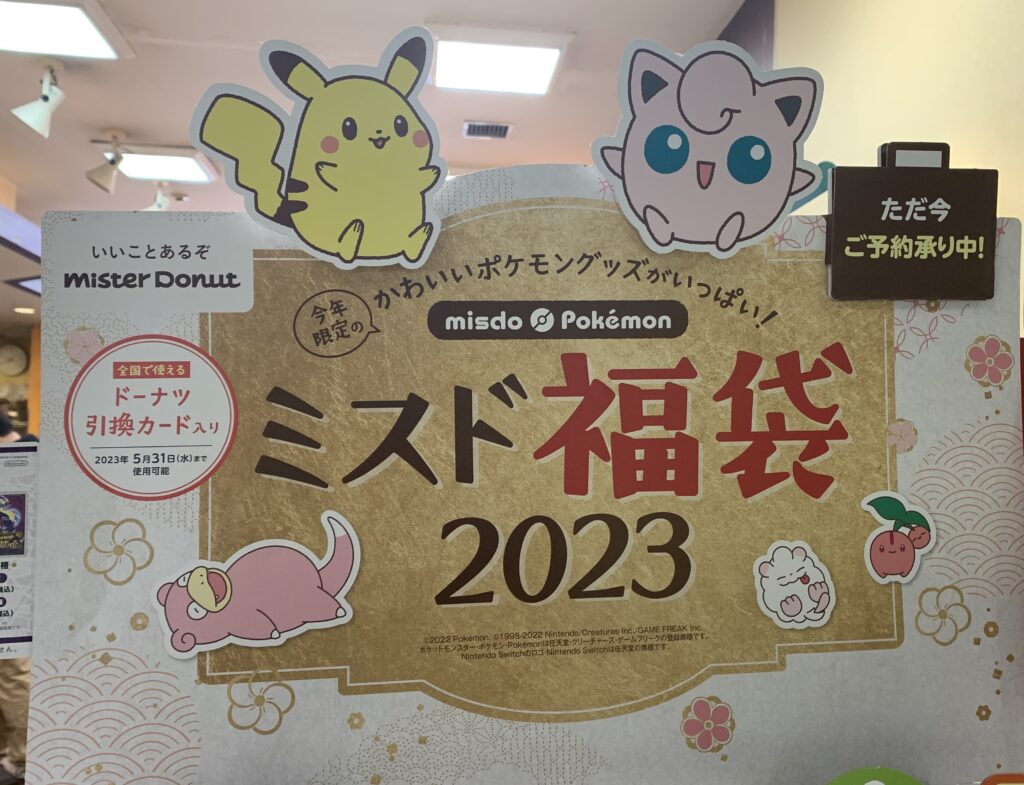 いいことあるぞ
mister Donut
ただ今
ご予約承り中!
今年
限定の
かわいいポケモングッズがいっぱい!
misdo Pokémon
全国で使える
ドーナツ
引換カード入り
2023年 5月31日(水)まで
使用可能
ミスド福袋
2023
©2022 Pokémon. ©1995-2022 Nintendo/Creatures Inc./GAME FREAK Inc.
ポケットモンスター・ポケモン・Pokémonは任天堂・クリーチャーズ・ゲームフリークの登録商標です。
Nintendo Switchのロゴ・Nintendo Switchは任天堂の商標です。
Nintendo